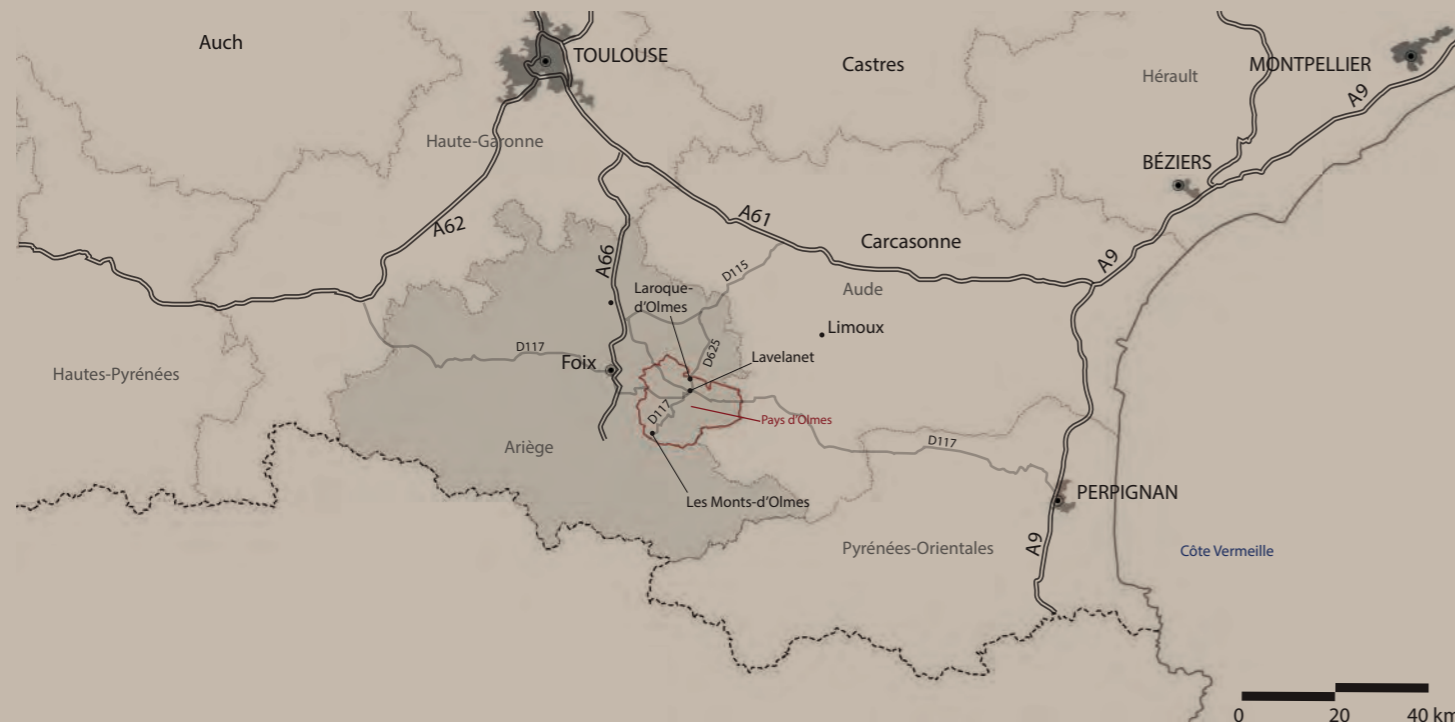 Auch
TOULOUSE
Castres
MONTPELLIER
Hérault
A9
Haute-Garonne
BÉZIERS
A62
A61
A66
Carcasonne
A9
D115
Laroque-
d'Olmes
Aude
Limoux
D117
Foix
D625
Lavelanet
Hautes-Pyrénées
D117
Pays d'Olmes
Ariège
D117
Les Monts-d'Olmes
PERPIGNAN
Pyrénées-Orientales
A9
Côte Vermeille
0 20 40 km